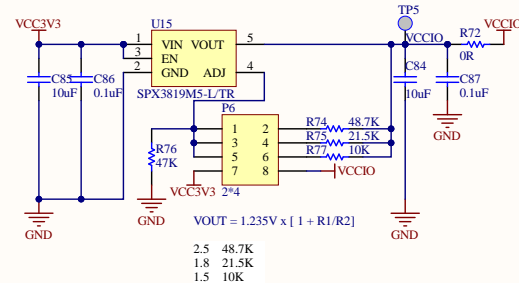 TP5
VCC3V3 U15 VCCIO R72 VCCIO
1 VIN VOUT 5
3 EN 0R
2 GND ADJ 4
C85 C86 C84 C87
10uF 0.1uF SPX3819M5-L/TR 10uF 0.1uF
P6
1 2 R74 48.7K
3 4 R75 21.5K
5 6 R77 10K
7 8 VCCIO
R76
47K
VCC3V3 2*4
GND GND GND GND
VOUT = 1.235V x [ 1 + R1/R2]
2.5 48.7K
1.8 21.5K
1.5 10K